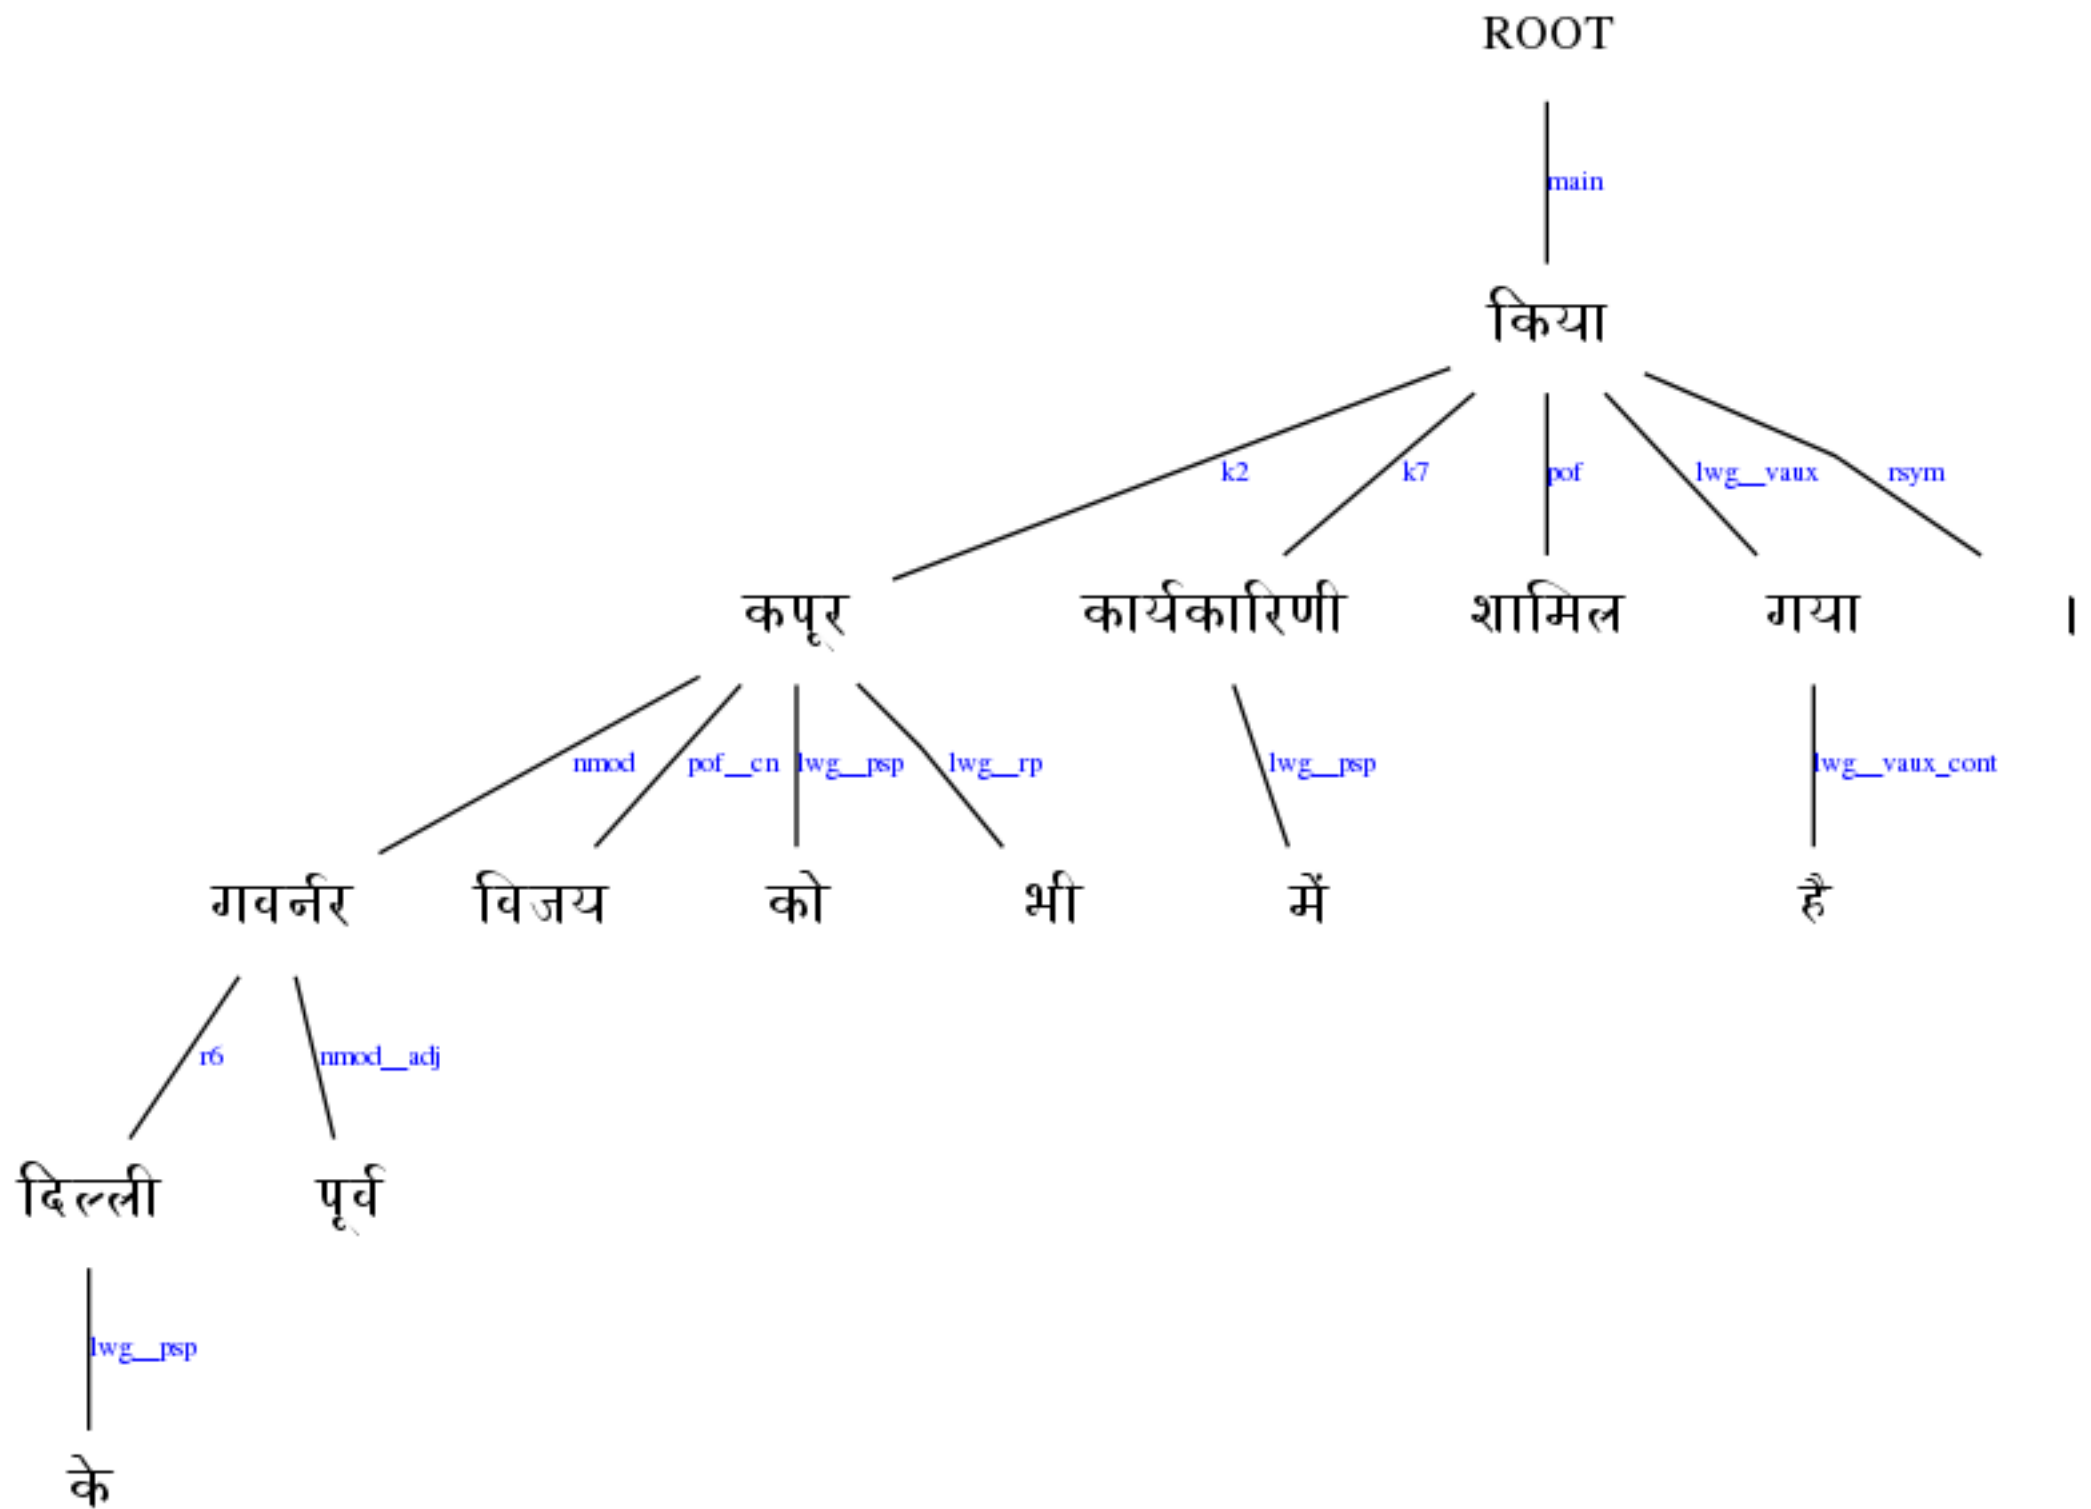 ROOT
main
किया
k2 k7 pof lwg__vaux rsym
कपूर कार्यकारिणी शामिल गया ।
nmod pof__cn lwg__psp lwg__rp lwg__psp lwg__vaux_cont
गवर्नर विजय को भी में है
r6 nmod__adj
दिल्ली पूर्व
lwg__psp
के